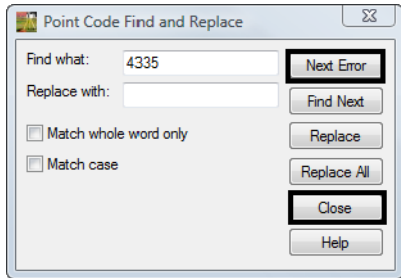 Point Code Find and Replace
Find what: 4335
Next Error
Replace with:
Find Next
Match whole word only
Replace
Match case
Replace All
Close
Help